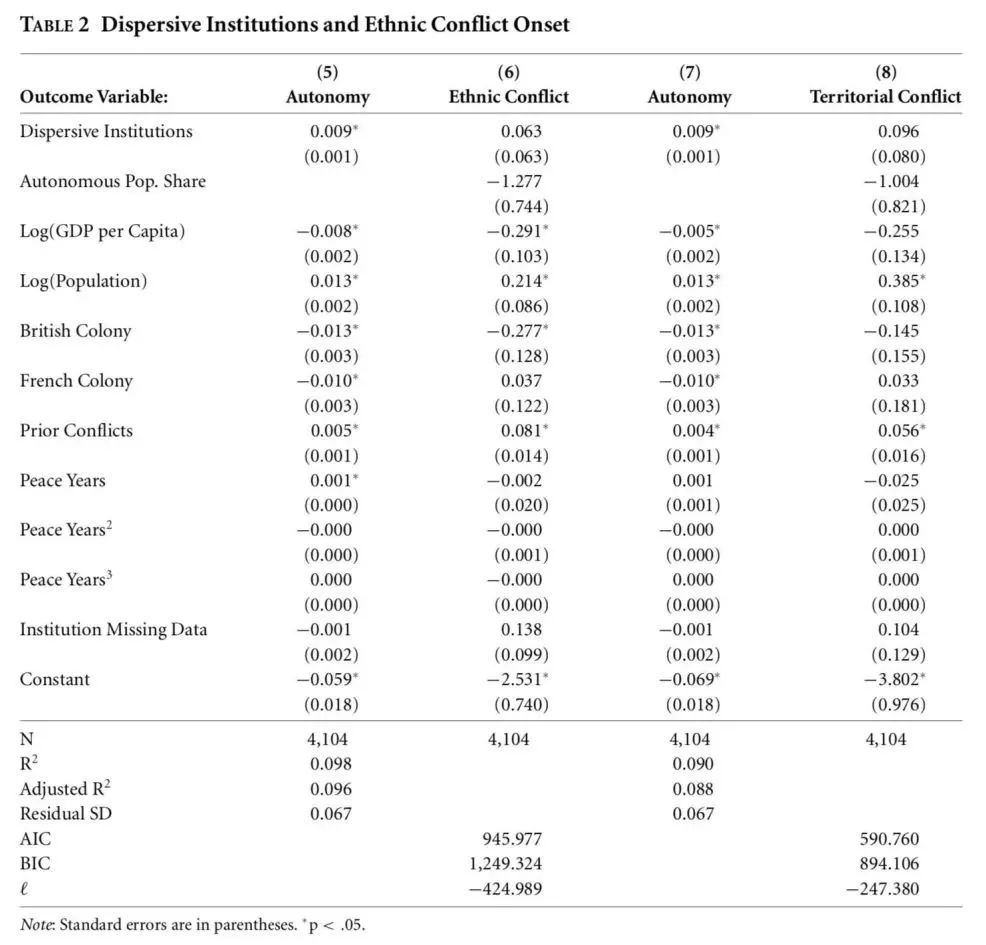 TABLE 2 Dispersive Institutions and Ethnic Conflict Onset
(5) (6) (7) (8)
Outcome Variable: Autonomy Ethnic Conflict Autonomy Territorial Conflict
Dispersive Institutions 0.009* 0.063 0.009* 0.096
(0.001) (0.063) (0.001) (0.080)
Autonomous Pop. Share −1.277 −1.004
(0.744) (0.821)
Log(GDP per Capita) −0.008* −0.291* −0.005* −0.255
(0.002) (0.103) (0.002) (0.134)
Log(Population) 0.013* 0.214* 0.013* 0.385*
(0.002) (0.086) (0.002) (0.108)
British Colony −0.013* −0.277* −0.013* −0.145
(0.003) (0.128) (0.003) (0.155)
French Colony −0.010* 0.037 −0.010* 0.033
(0.003) (0.122) (0.003) (0.181)
Prior Conflicts 0.005* 0.081* 0.004* 0.056*
(0.001) (0.014) (0.001) (0.016)
Peace Years 0.001* −0.002 0.001 −0.025
(0.000) (0.020) (0.001) (0.025)
Peace Years² −0.000 −0.000 −0.000 0.000
(0.000) (0.001) (0.000) (0.001)
Peace Years³ 0.000 −0.000 0.000 0.000
(0.000) (0.000) (0.000) (0.000)
Institution Missing Data −0.001 0.138 −0.001 0.104
(0.002) (0.099) (0.002) (0.129)
Constant −0.059* −2.531* −0.069* −3.802*
(0.018) (0.740) (0.018) (0.976)
N 4,104 4,104 4,104 4,104
R² 0.098 0.090
Adjusted R² 0.096 0.088
Residual SD 0.067 0.067
AIC 945.977 590.760
BIC 1,249.324 894.106
ℓ −424.989 −247.380
Note: Standard errors are in parentheses. *p < .05.